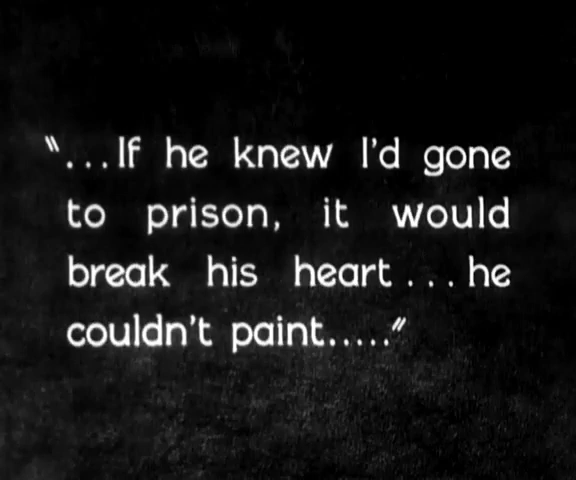 "...If he knew I'd gone
to prison, it would
break his heart...he
couldn't paint....."